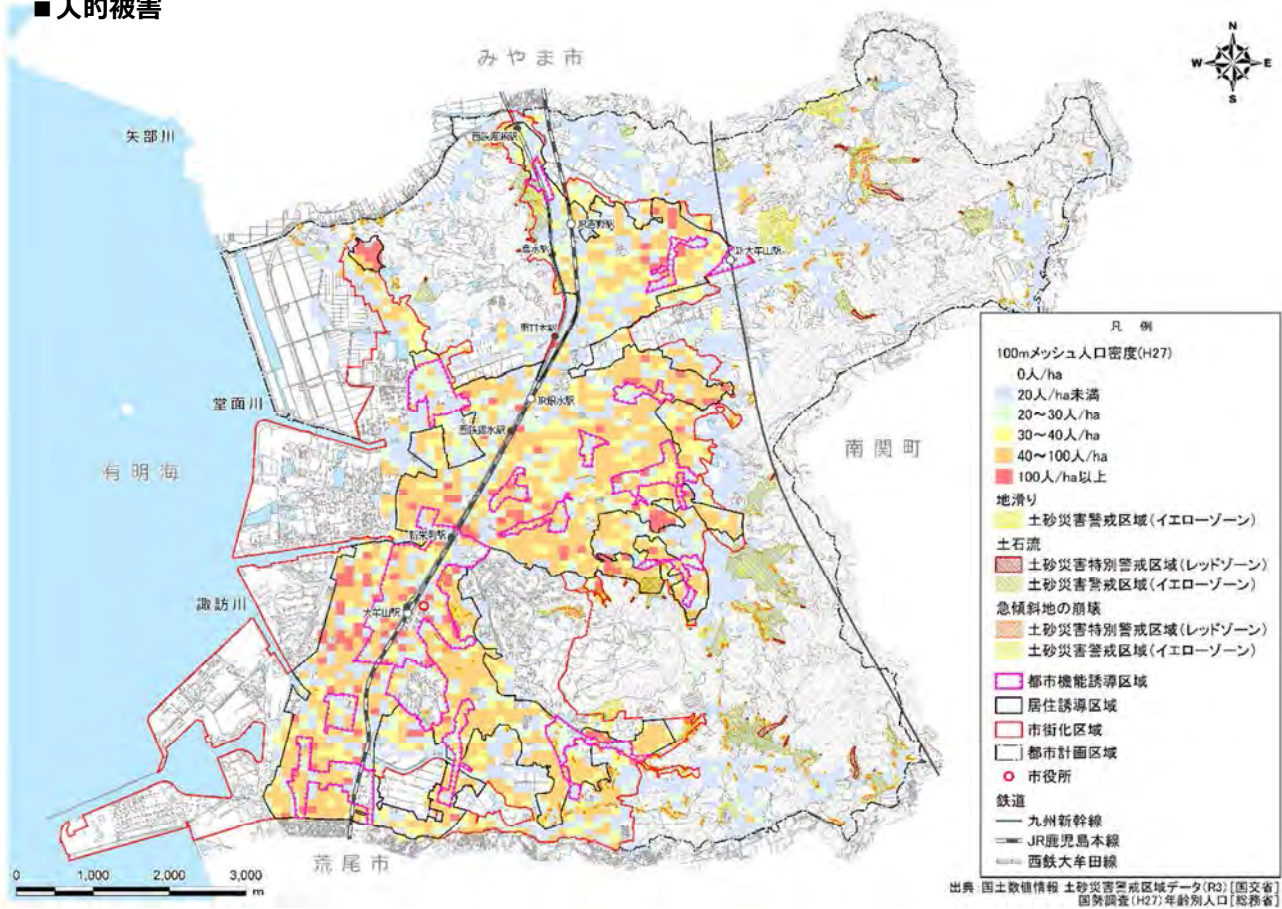 ■人的被害
みやま市
N
W E
S
矢部川
西鉄渡瀬駅
JR吉野駅
倉永駅
新大牟田駅
東甘木駅
堂面川
JR銀水駅
西鉄銀水駅
有明海
南関町
新栄町駅
諏訪川
大牟田駅
荒尾市
0 1,000 2,000 3,000
m
凡 例
100mメッシュ人口密度(H27)
0人/ha
20人/ha未満
20～30人/ha
30～40人/ha
40～100人/ha
100人/ha以上
地滑り
土砂災害警戒区域(イエローゾーン)
土石流
土砂災害特別警戒区域(レッドゾーン)
土砂災害警戒区域(イエローゾーン)
急傾斜地の崩壊
土砂災害特別警戒区域(レッドゾーン)
土砂災害警戒区域(イエローゾーン)
都市機能誘導区域
居住誘導区域
市街化区域
都市計画区域
市役所
鉄道
九州新幹線
JR鹿児島本線
西鉄大牟田線
出典:国土数値情報 土砂災害警戒区域データ(R3)[国交省]
国勢調査(H27)年齢別人口[総務省]